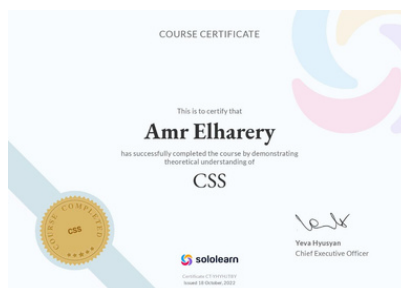 COURSE CERTIFICATE
This is to certify that
Amr Elharery
has successfully completed the course by demonstrating
theoretical understanding of
CSS
COURSE COMPLETED
CSS
Yeva Hyusyan
Chief Executive Officer
sololearn
Issued 18 October, 2022